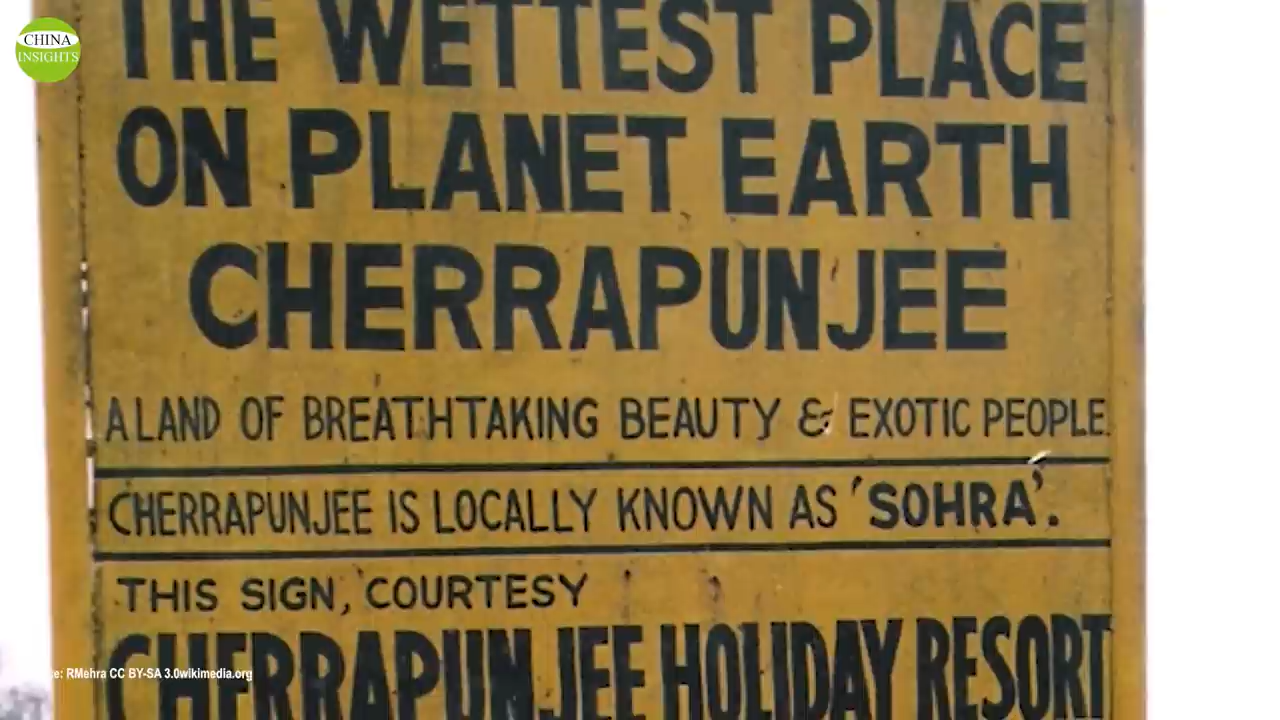 CHINA
INSIGHTS
THE WETTEST PLACE
ON PLANET EARTH
CHERRAPUNJEE
A LAND OF BREATHTAKING BEAUTY & EXOTIC PEOPLE
CHERRAPUNJEE IS LOCALLY KNOWN AS 'SOHRA'.
THIS SIGN, COURTESY
CHERRAPUNJEE HOLIDAY RESORT
RMehra CC BY-SA 3.0wikimedia.org